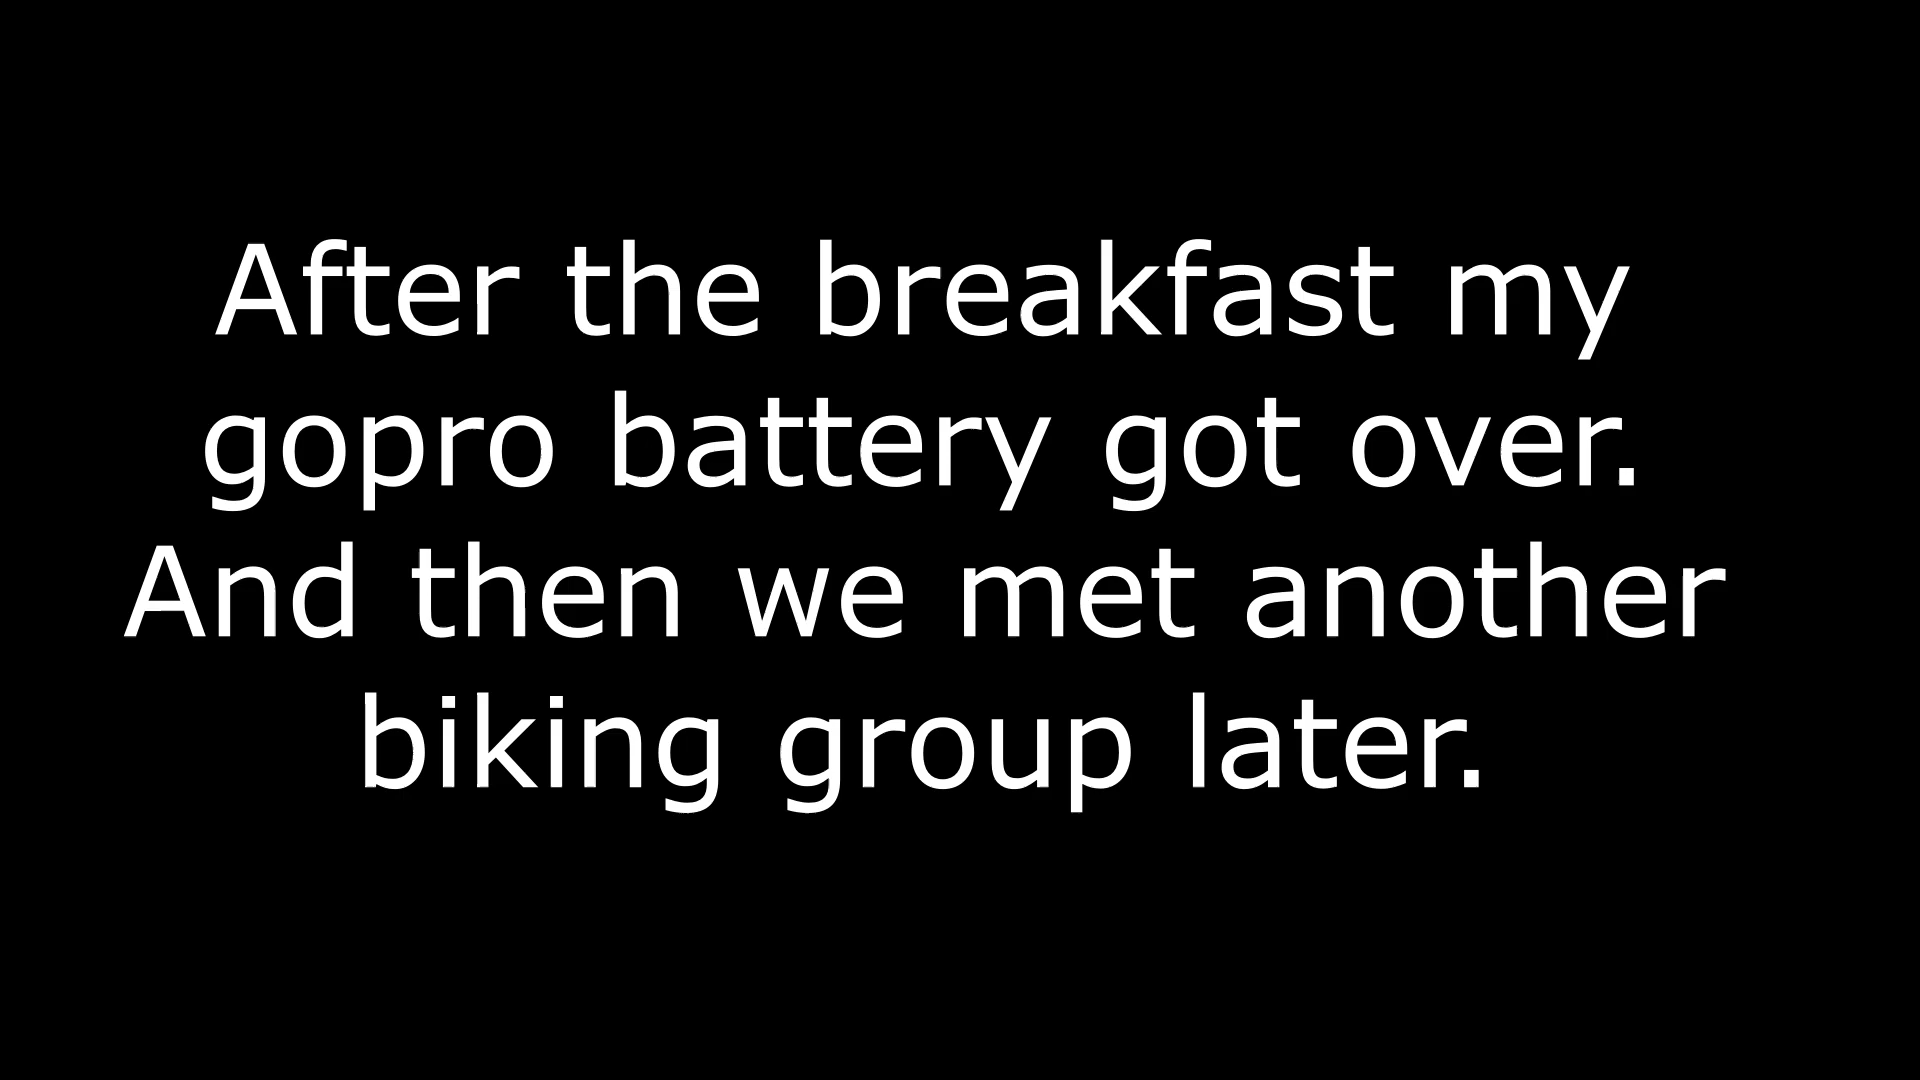 After the breakfast my
gopro battery got over.
And then we met another
biking group later.